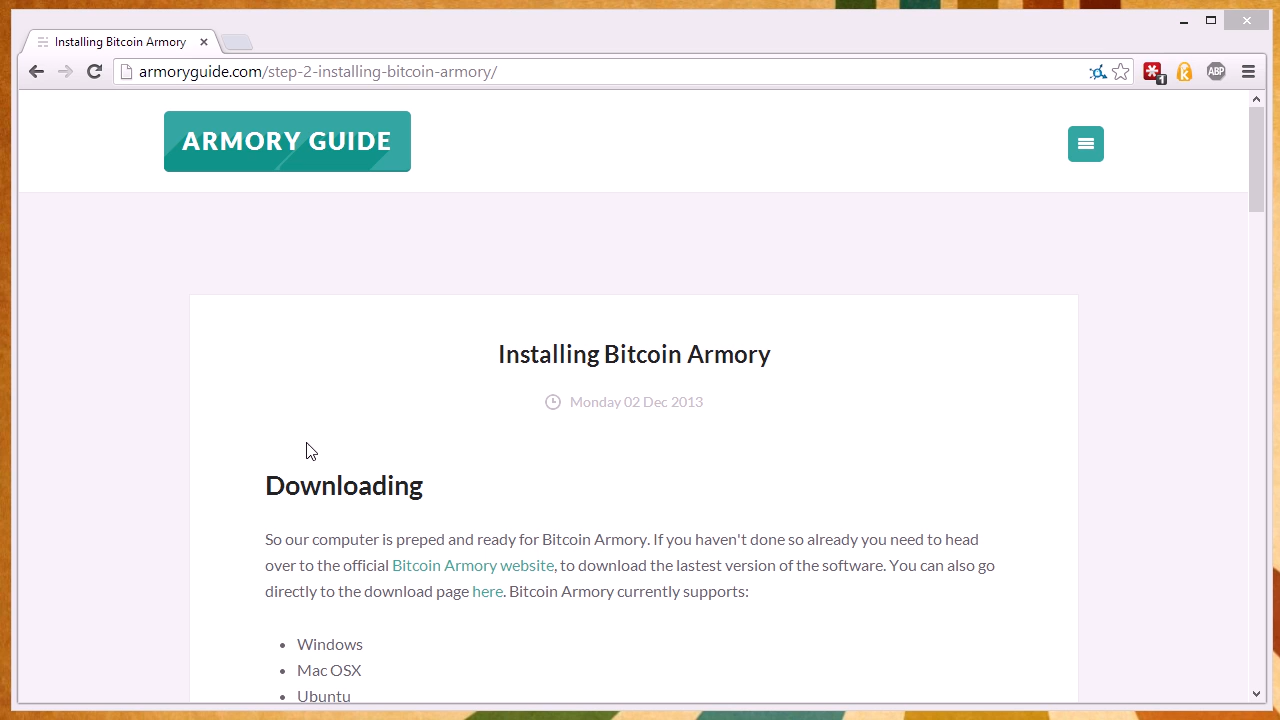 Installing Bitcoin Armory
armoryguide.com/step-2-installing-bitcoin-armory/
1
ABP
ARMORY GUIDE
Installing Bitcoin Armory
Monday 02 Dec 2013
Downloading
So our computer is preped and ready for Bitcoin Armory. If you haven't done so already you need to head
over to the official Bitcoin Armory website, to download the lastest version of the software. You can also go
directly to the download page here. Bitcoin Armory currently supports:
• Windows
• Mac OSX
• Ubuntu